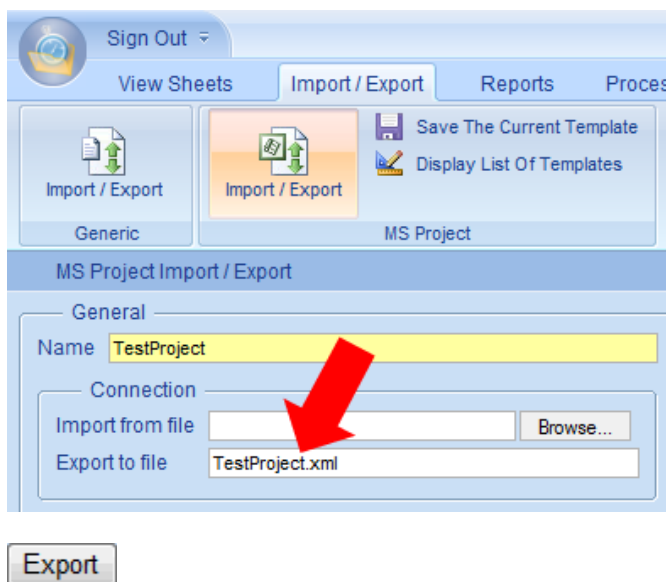 Sign Out
View Sheets Import / Export Reports Proces
Save The Current Template
Display List Of Templates
Import / Export Import / Export
Generic MS Project
MS Project Import / Export
General
Name TestProject
Connection
Import from file Browse...
Export to file TestProject.xml
Export